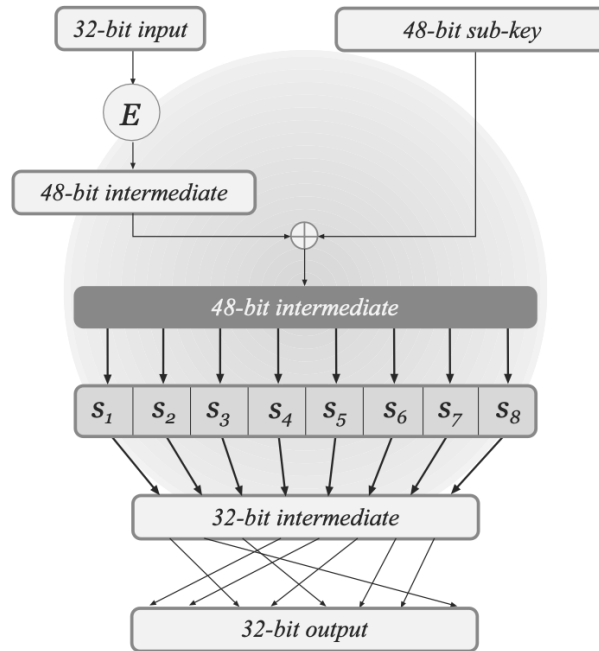 32-bit input
48-bit sub-key
E
48-bit intermediate
48-bit intermediate
S1 S2 S3 S4 S5 S6 S7 S8
32-bit intermediate
32-bit output